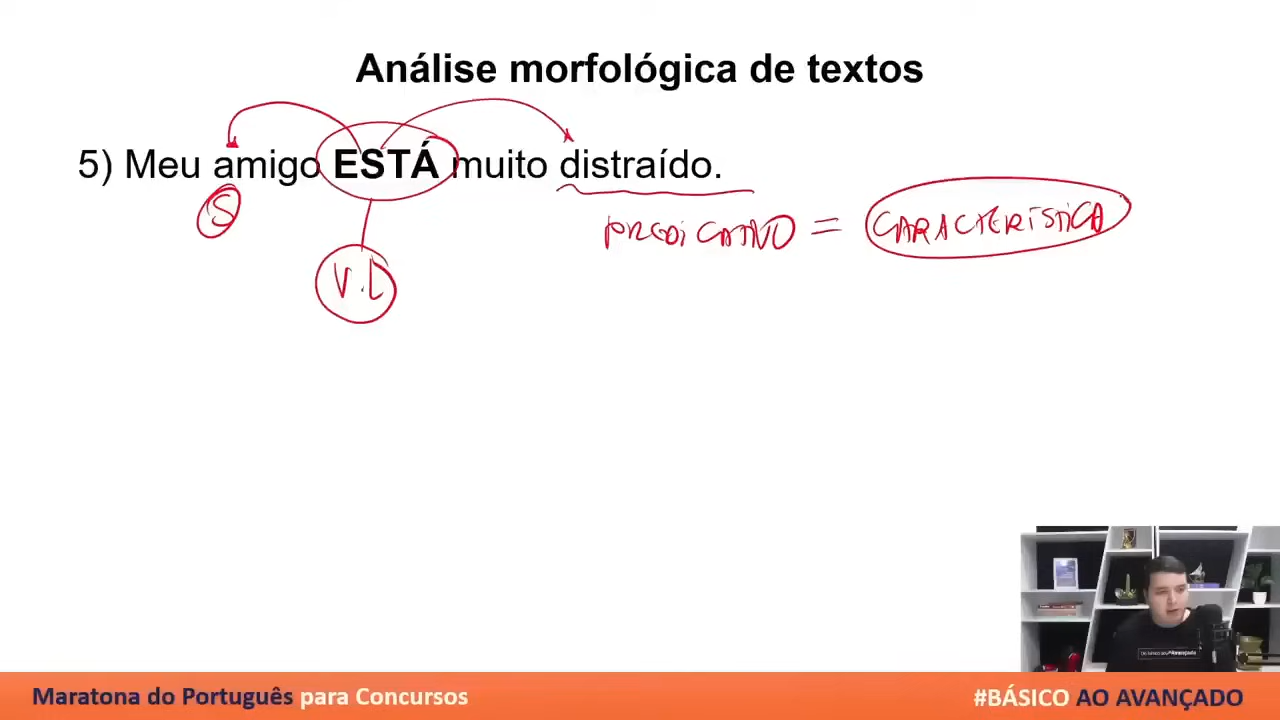 Análise morfológica de textos
5) Meu amigo ESTÁ muito distraído.
S
PREDICATIVO = CARACTERÍSTICA
V.L
Maratona do Português para Concursos
#BÁSICO AO AVANÇADO